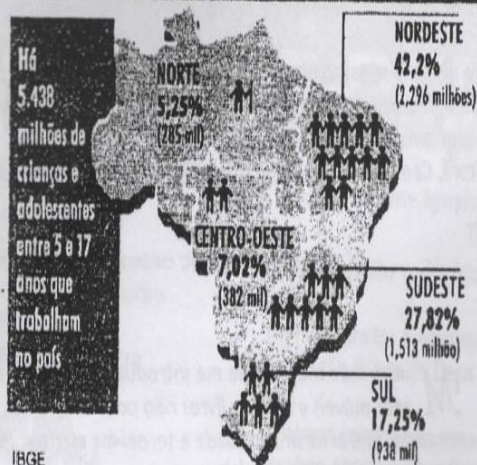 Há
5.438
milhões de
crianças e
adolescentes
entre 5 e 17
anos que
trabalham
no país
NORTE
5,25%
(285 mil)
NORDESTE
42,2%
(2,296 milhões)
CENTRO-OESTE
7,02%
(382 mil)
SUDESTE
27,82%
(1,513 milhão)
SUL
17,25%
(938 mil)
IBGE